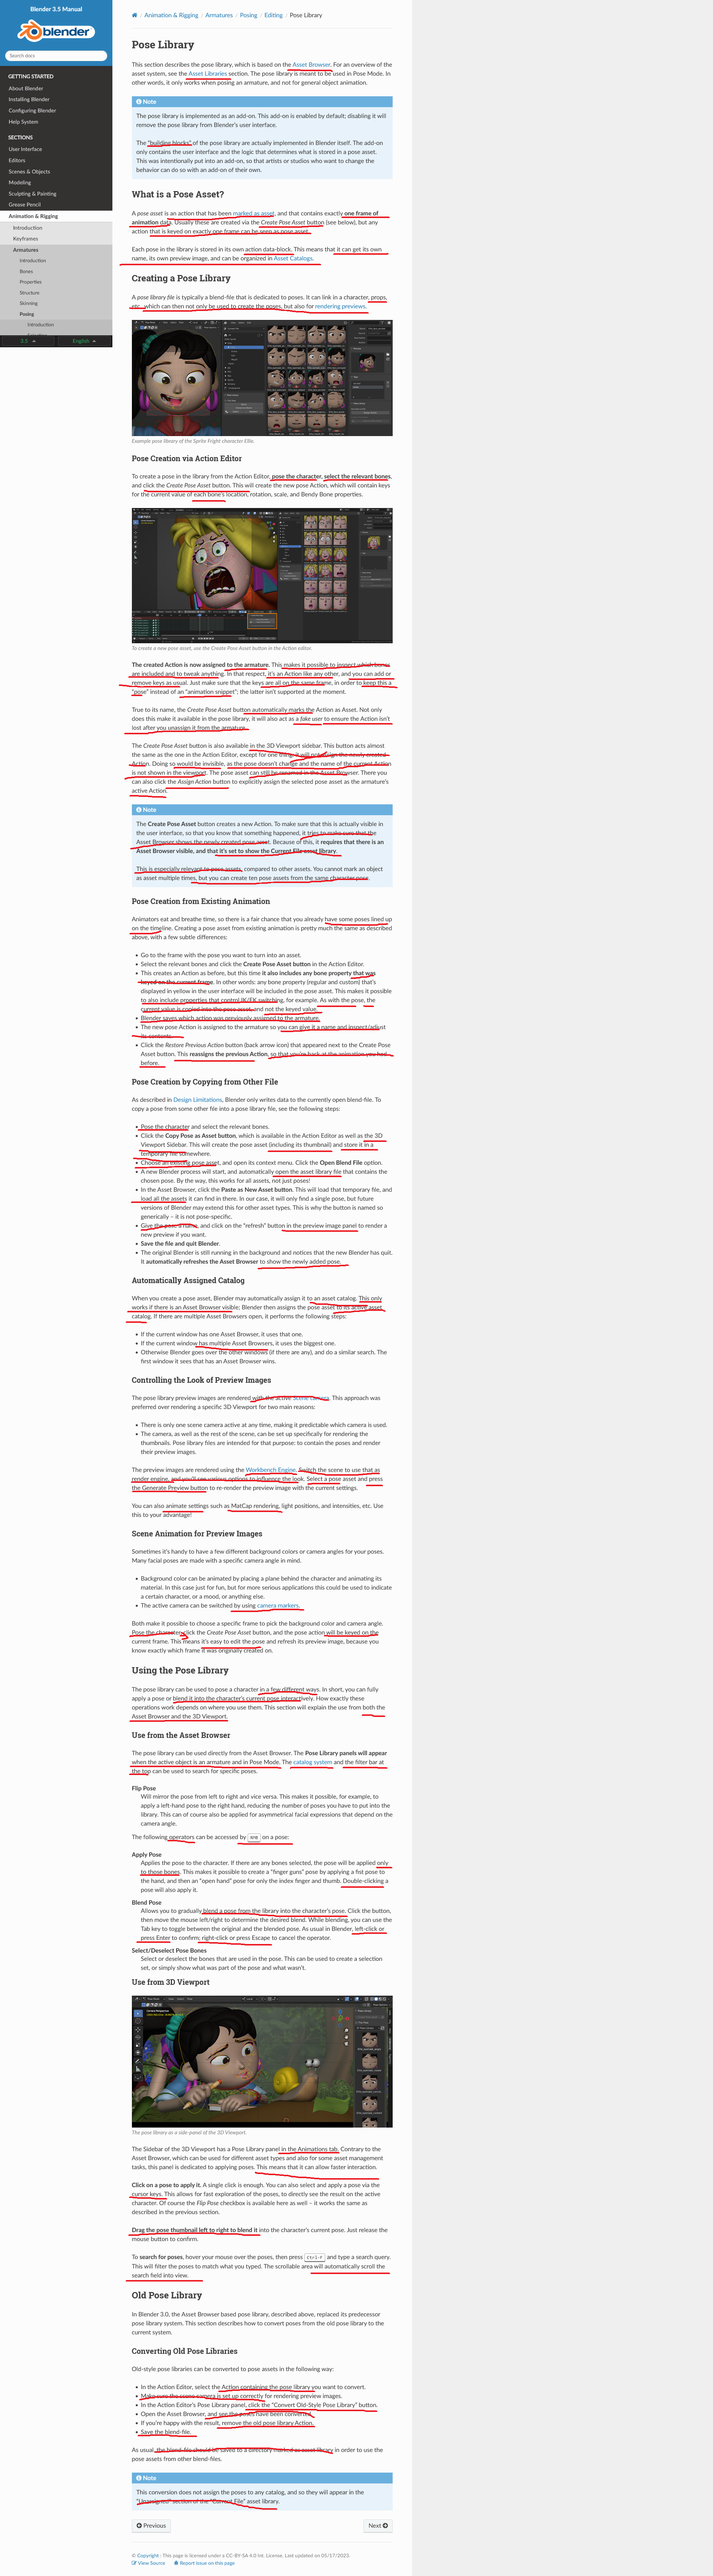 Blender 3.5 Manual
blender
Search docs
GETTING STARTED
About Blender
Installing Blender
Configuring Blender
Help System
SECTIONS
User Interface
Editors
Scenes & Objects
Modeling
Sculpting & Painting
Grease Pencil
Animation & Rigging
Introduction
Keyframes
Armatures
Introduction
Bones
Properties
Structure
Skinning
Posing
Introduction
3.5
English
Animation & Rigging / Armatures / Posing / Editing / Pose Library
Pose Library
This section describes the pose library, which is based on the Asset Browser. For an overview of the
asset system, see the Asset Libraries section. The pose library is meant to be used in Pose Mode. In
other words, it only works when posing an armature, and not for general object animation.
Note
The pose library is implemented as an add-on. This add-on is enabled by default; disabling it will
remove the pose library from Blender's user interface.
The "building blocks" of the pose library are actually implemented in Blender itself. The add-on
only contains the user interface and the logic that determines what is stored in a pose asset.
This was intentionally put into an add-on, so that artists or studios who want to change the
behavior can do so with an add-on of their own.
What is a Pose Asset?
A pose asset is an action that has been marked as asset, and that contains exactly one frame of
animation data. Usually these are created via the Create Pose Asset button (see below), but any
action that is keyed on exactly one frame can be seen as pose asset.
Each pose in the library is stored in its own action data-block. This means that it can get its own
name, its own preview image, and can be organized in Asset Catalogs.
Creating a Pose Library
A pose library file is typically a blend-file that is dedicated to poses. It can link in a character, props,
etc., which can then not only be used to create the poses, but also for rendering previews.
Example pose library of the Sprite Fright character Ellie.
Pose Creation via Action Editor
To create a pose in the library from the Action Editor, pose the character, select the relevant bones,
and click the Create Pose Asset button. This will create the new pose Action, which will contain keys
for the current value of each bone's location, rotation, scale, and Bendy Bone properties.
To create a new pose asset, use the Create Pose Asset button in the Action editor.
The created Action is now assigned to the armature. This makes it possible to inspect which bones
are included and to tweak anything. In that respect, it's an Action like any other, and you can add or
remove keys as usual. Just make sure that the keys are all on the same frame, in order to keep this a
"pose" instead of an "animation snippet"; the latter isn't supported at the moment.
True to its name, the Create Pose Asset button automatically marks the Action as Asset. Not only
does this make it available in the pose library, it will also act as a fake user to ensure the Action isn't
lost after you unassign it from the armature.
The Create Pose Asset button is also available in the 3D Viewport sidebar. This button acts almost
the same as the one in the Action Editor, except for one thing: it will not assign the newly created
Action. Doing so would be invisible, as the pose doesn't change and the name of the current Action
is not shown in the viewport. The pose asset can still be renamed in the Asset Browser. There you
can also click the Assign Action button to explicitly assign the selected pose asset as the armature's
active Action.
Note
The Create Pose Asset button creates a new Action. To make sure that this is actually visible in
the user interface, so that you know that something happened, it tries to make sure that the
Asset Browser shows the newly created pose asset. Because of this, it requires that there is an
Asset Browser visible, and that it's set to show the Current File asset library.
This is especially relevant to pose assets, compared to other assets. You cannot mark an object
as asset multiple times, but you can create ten pose assets from the same character pose.
Pose Creation from Existing Animation
Animators eat and breathe time, so there is a fair chance that you already have some poses lined up
on the timeline. Creating a pose asset from existing animation is pretty much the same as described
above, with a few subtle differences:
Go to the frame with the pose you want to turn into an asset.
Select the relevant bones and click the Create Pose Asset button in the Action Editor.
This creates an Action as before, but this time it also includes any bone property that was
keyed on the current frame. In other words: any bone property (regular and custom) that's
displayed in yellow in the user interface will be included in the pose asset. This makes it possible
to also include properties that control IK/FK switching, for example. As with the pose, the
current value is copied into the pose asset, and not the keyed value.
Blender saves which action was previously assigned to the armature.
The new pose Action is assigned to the armature so you can give it a name and inspect/adjust
its contents.
Click the Restore Previous Action button (back arrow icon) that appeared next to the Create Pose
Asset button. This reassigns the previous Action, so that you're back at the animation you had
before.
Pose Creation by Copying from Other File
As described in Design Limitations, Blender only writes data to the currently open blend-file. To
copy a pose from some other file into a pose library file, see the following steps:
Pose the character and select the relevant bones.
Click the Copy Pose as Asset button, which is available in the Action Editor as well as the 3D
Viewport Sidebar. This will create the pose asset (including its thumbnail) and store it in a
temporary file somewhere.
Choose an existing pose asset, and open its context menu. Click the Open Blend File option.
A new Blender process will start, and automatically open the asset library file that contains the
chosen pose. By the way, this works for all assets, not just poses!
In the Asset Browser, click the Paste as New Asset button. This will load that temporary file, and
load all the assets it can find in there. In our case, it will only find a single pose, but future
versions of Blender may extend this for other asset types. This is why the button is named so
generically – it is not pose-specific.
Give the pose a name, and click on the "refresh" button in the preview image panel to render a
new preview if you want.
Save the file and quit Blender.
The original Blender is still running in the background and notices that the new Blender has quit.
It automatically refreshes the Asset Browser to show the newly added pose.
Automatically Assigned Catalog
When you create a pose asset, Blender may automatically assign it to an asset catalog. This only
works if there is an Asset Browser visible; Blender then assigns the pose asset to its active asset
catalog. If there are multiple Asset Browsers open, it performs the following steps:
If the current window has one Asset Browser, it uses that one.
If the current window has multiple Asset Browsers, it uses the biggest one.
Otherwise Blender goes over the other windows (if there are any), and do a similar search. The
first window it sees that has an Asset Browser wins.
Controlling the Look of Preview Images
The pose library preview images are rendered with the active Scene camera. This approach was
preferred over rendering a specific 3D Viewport for two main reasons:
There is only one scene camera active at any time, making it predictable which camera is used.
The camera, as well as the rest of the scene, can be set up specifically for rendering the
thumbnails. Pose library files are intended for that purpose: to contain the poses and render
their preview images.
The preview images are rendered using the Workbench Engine. Switch the scene to use that as
render engine, and you'll see various options to influence the look. Select a pose asset and press
the Generate Preview button to re-render the preview image with the current settings.
You can also animate settings such as MatCap rendering, light positions, and intensities, etc. Use
this to your advantage!
Scene Animation for Preview Images
Sometimes it's handy to have a few different background colors or camera angles for your poses.
Many facial poses are made with a specific camera angle in mind.
Background color can be animated by placing a plane behind the character and animating its
material. In this case just for fun, but for more serious applications this could be used to indicate
a certain character, or a mood, or anything else.
The active camera can be switched by using camera markers.
Both make it possible to choose a specific frame to pick the background color and camera angle.
Pose the character, click the Create Pose Asset button, and the pose action will be keyed on the
current frame. This means it's easy to edit the pose and refresh its preview image, because you
know exactly which frame it was originally created on.
Using the Pose Library
The pose library can be used to pose a character in a few different ways. In short, you can fully
apply a pose or blend it into the character's current pose interactively. How exactly these
operations work depends on where you use them. This section will explain the use from both the
Asset Browser and the 3D Viewport.
Use from the Asset Browser
The pose library can be used directly from the Asset Browser. The Pose Library panels will appear
when the active object is an armature and in Pose Mode. The catalog system and the filter bar at
the top can be used to search for specific poses.
Flip Pose
Will mirror the pose from left to right and vice versa. This makes it possible, for example, to
apply a left-hand pose to the right hand, reducing the number of poses you have to put into the
library. This can of course also be applied for asymmetrical facial expressions that depend on the
camera angle.
The following operators can be accessed by RMB on a pose:
Apply Pose
Applies the pose to the character. If there are any bones selected, the pose will be applied only
to those bones. This makes it possible to create a "finger guns" pose by applying a fist pose to
the hand, and then an "open hand" pose for only the index finger and thumb. Double-clicking a
pose will also apply it.
Blend Pose
Allows you to gradually blend a pose from the library into the character's pose. Click the button,
then move the mouse left/right to determine the desired blend. While blending, you can use the
Tab key to toggle between the original and the blended pose. As usual in Blender, left-click or
press Enter to confirm; right-click or press Escape to cancel the operator.
Select/Deselect Pose Bones
Select or deselect the bones that are used in the pose. This can be used to create a selection
set, or simply show what was part of the pose and what wasn't.
Use from 3D Viewport
The pose library as a side-panel of the 3D Viewport.
The Sidebar of the 3D Viewport has a Pose Library panel in the Animations tab. Contrary to the
Asset Browser, which can be used for different asset types and also for some asset management
tasks, this panel is dedicated to applying poses. This means that it can allow faster interaction.
Click on a pose to apply it. A single click is enough. You can also select and apply a pose via the
cursor keys. This allows for fast exploration of the poses, to directly see the result on the active
character. Of course the Flip Pose checkbox is available here as well – it works the same as
described in the previous section.
Drag the pose thumbnail left to right to blend it into the character's current pose. Just release the
mouse button to confirm.
To search for poses, hover your mouse over the poses, then press Ctrl-F and type a search query.
This will filter the poses to match what you typed. The scrollable area will automatically scroll the
search field into view.
Old Pose Library
In Blender 3.0, the Asset Browser based pose library, described above, replaced its predecessor
pose library system. This section describes how to convert poses from the old pose library to the
current system.
Converting Old Pose Libraries
Old-style pose libraries can be converted to pose assets in the following way:
In the Action Editor, select the Action containing the pose library you want to convert.
Make sure the scene camera is set up correctly for rendering preview images.
In the Action Editor's Pose Library panel, click the "Convert Old-Style Pose Library" button.
Open the Asset Browser, and see the poses have been converted.
If you're happy with the result, remove the old pose library Action.
Save the blend-file.
As usual, the blend-file should be saved to a directory marked as asset library in order to use the
pose assets from other blend-files.
Note
This conversion does not assign the poses to any catalog, and so they will appear in the
"Unassigned" section of the "Current File" asset library.
Previous
Next
© Copyright : This page is licensed under a CC-BY-SA 4.0 Int. License. Last updated on 05/17/2023.
View Source
Report issue on this page